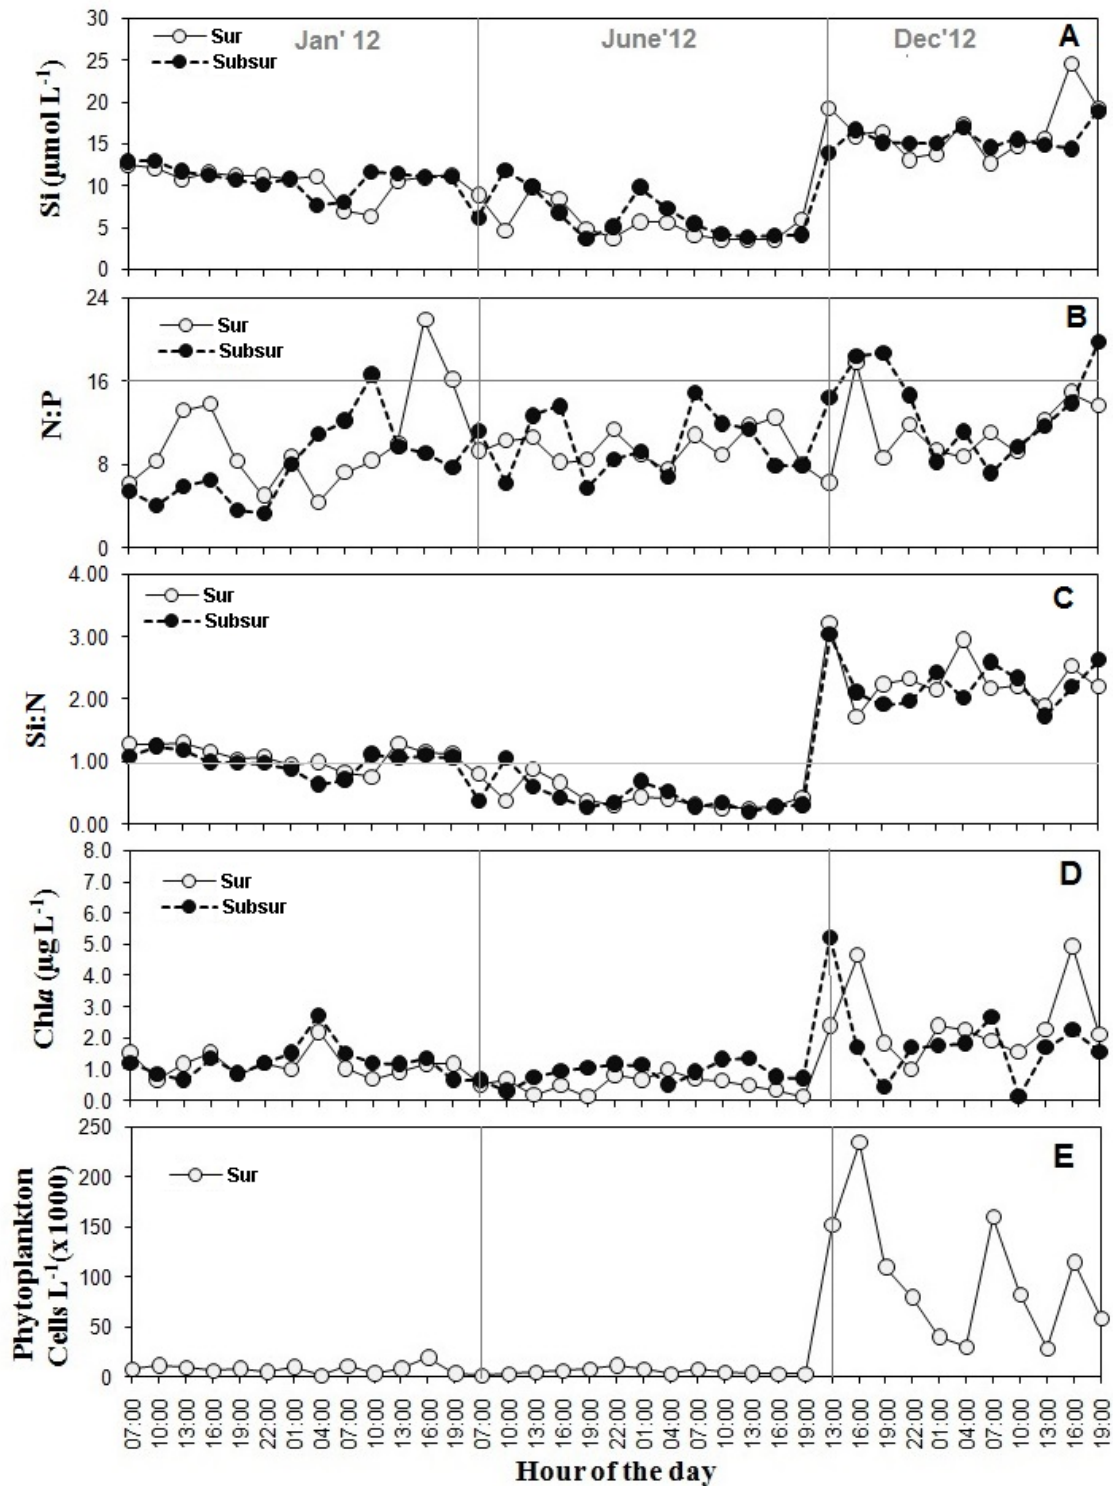 30
25
20
15
10
5
0
Si (µmol L-1)
Sur
Subsur
Jan' 12
June'12
Dec'12
A
24
16
8
0
N:P
Sur
Subsur
B
4.00
3.00
2.00
1.00
0.00
Si:N
Sur
Subsur
C
8.0
7.0
6.0
5.0
4.0
3.0
2.0
1.0
0.0
Chla (µg L-1)
Sur
Subsur
D
250
200
150
100
50
0
Phytoplankton
Cells L-1(x1000)
Sur
E
07:00 10:00 13:00 16:00 19:00 22:00 01:00 04:00 07:00 10:00 13:00 16:00 19:00 07:00 10:00 13:00 16:00 19:00 22:00 01:00 04:00 07:00 10:00 13:00 16:00 19:00 13:00 16:00 19:00 22:00 01:00 04:00 07:00 10:00 13:00 16:00 19:00
Hour of the day